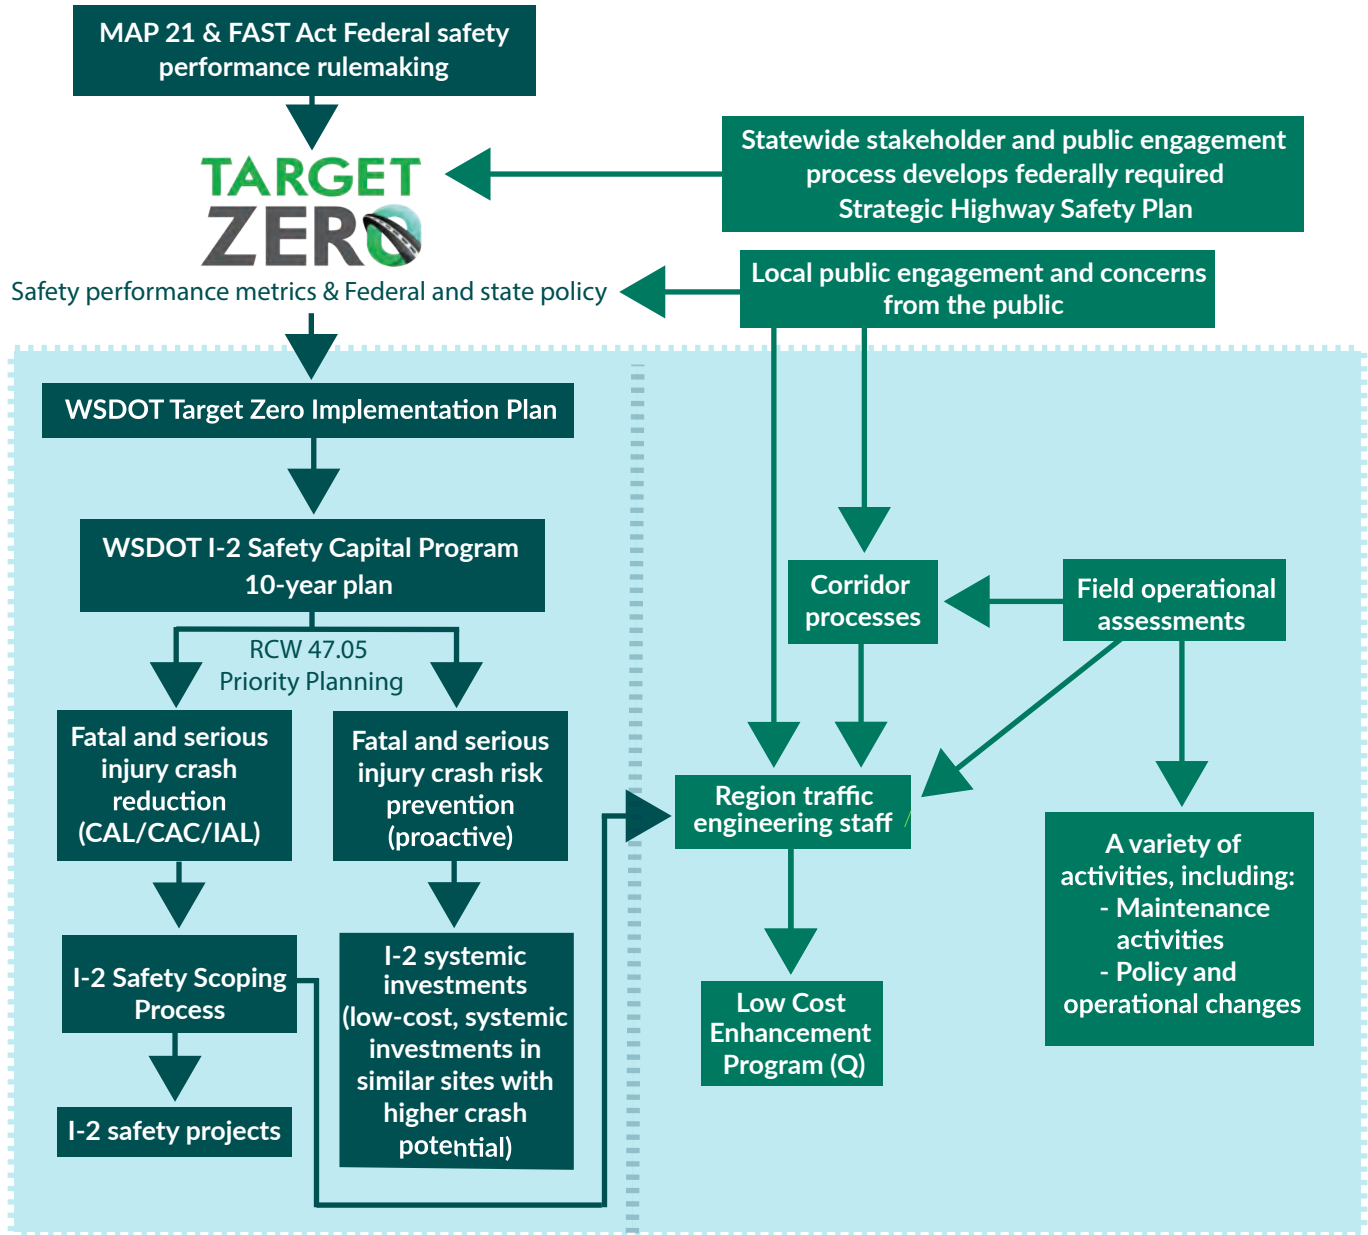 MAP 21 & FAST Act Federal safety
performance rulemaking
TARGET
ZERO
Statewide stakeholder and public engagement
process develops federally required
Strategic Highway Safety Plan
Safety performance metrics & Federal and state policy
Local public engagement and concerns
from the public
WSDOT Target Zero Implementation Plan
WSDOT I-2 Safety Capital Program
10-year plan
RCW 47.05
Priority Planning
Fatal and serious
injury crash
reduction
(CAL/CAC/IAL)
Fatal and serious
injury crash risk
prevention
(proactive)
I-2 Safety Scoping
Process
I-2 systemic
investments
(low-cost, systemic
investments in
similar sites with
higher crash
potential)
I-2 safety projects
Corridor
processes
Field operational
assessments
Region traffic
engineering staff
A variety of
activities, including:
- Maintenance
activities
- Policy and
operational changes
Low Cost
Enhancement
Program (Q)